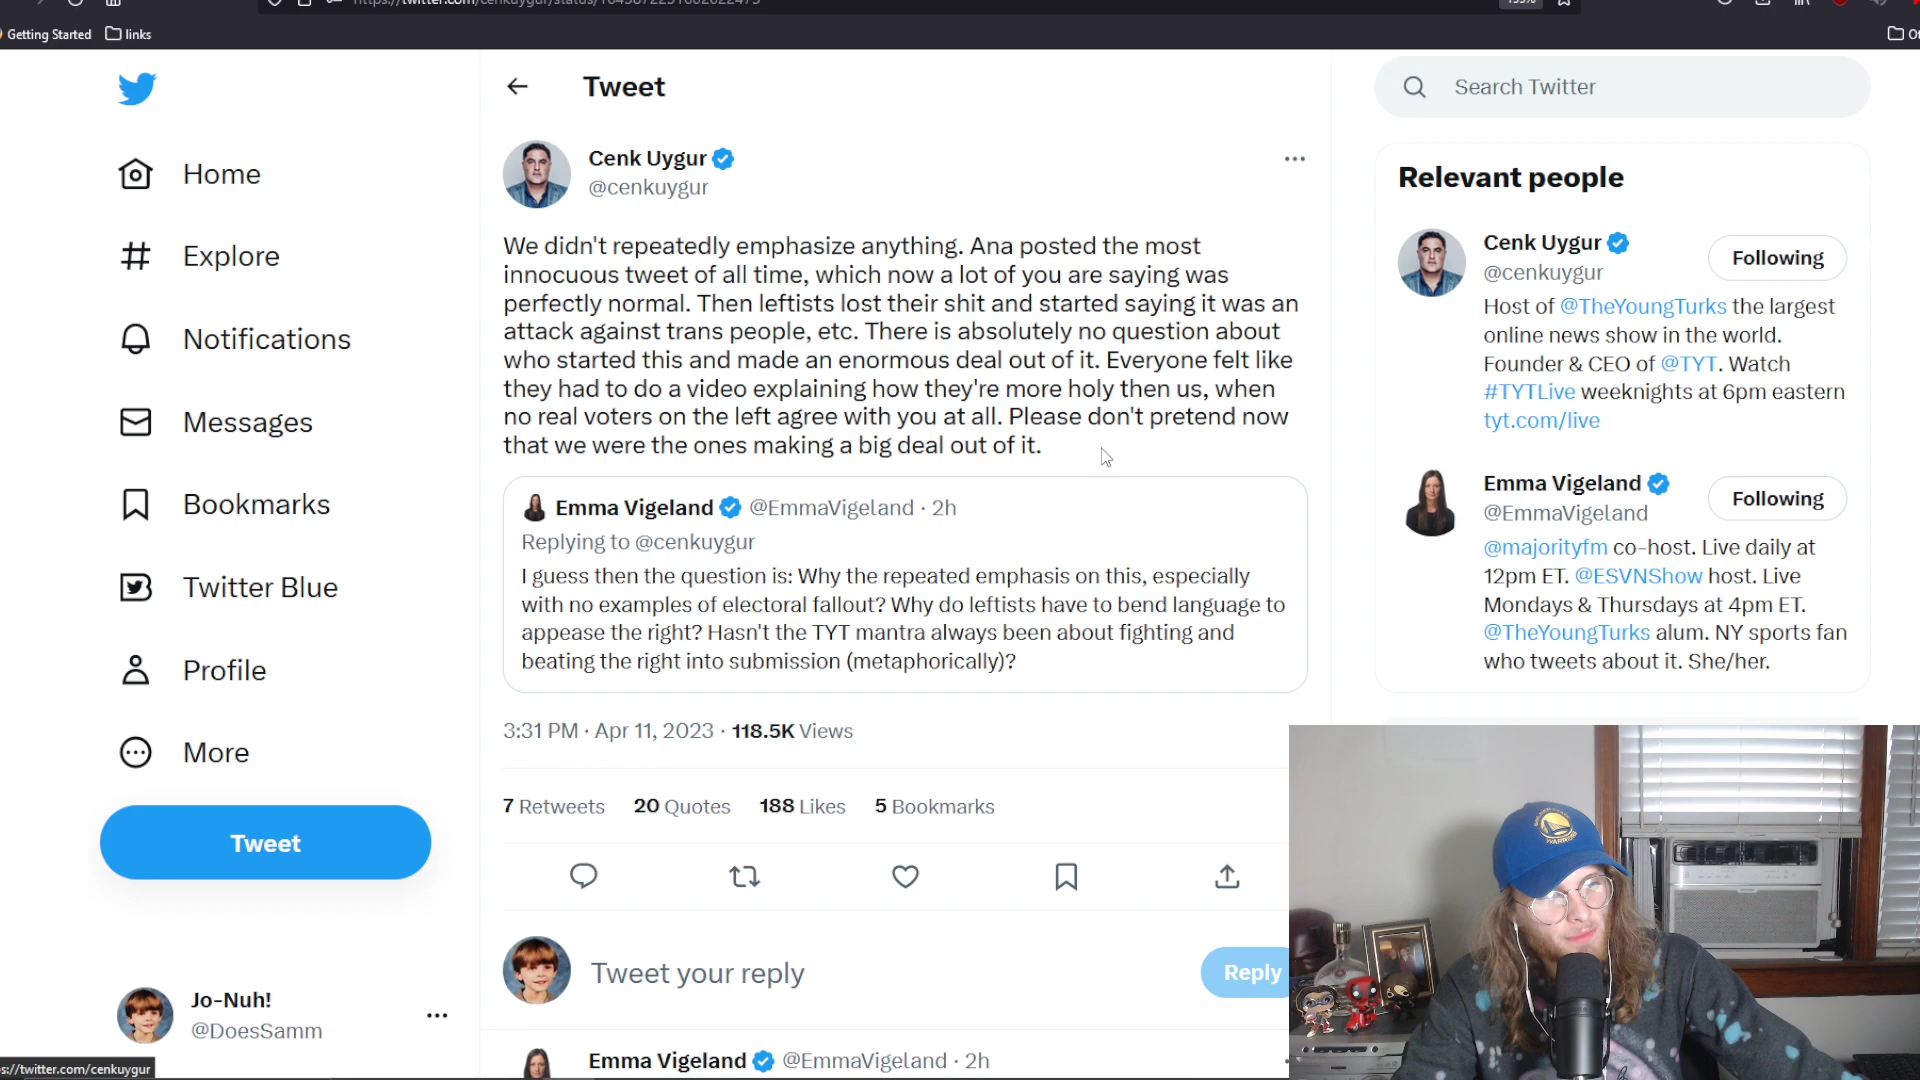 Getting Started
links
Tweet
Search Twitter
Home
Explore
Notifications
Messages
Bookmarks
Twitter Blue
Profile
More
Tweet
Jo-Nuh!
@DoesSamm
Cenk Uygur
@cenkuygur
We didn't repeatedly emphasize anything. Ana posted the most
innocuous tweet of all time, which now a lot of you are saying was
perfectly normal. Then leftists lost their shit and started saying it was an
attack against trans people, etc. There is absolutely no question about
who started this and made an enormous deal out of it. Everyone felt like
they had to do a video explaining how they're more holy then us, when
no real voters on the left agree with you at all. Please don't pretend now
that we were the ones making a big deal out of it.
Emma Vigeland @EmmaVigeland · 2h
Replying to @cenkuygur
I guess then the question is: Why the repeated emphasis on this, especially
with no examples of electoral fallout? Why do leftists have to bend language to
appease the right? Hasn't the TYT mantra always been about fighting and
beating the right into submission (metaphorically)?
3:31 PM · Apr 11, 2023 · 118.5K Views
7 Retweets 20 Quotes 188 Likes 5 Bookmarks
Tweet your reply
Reply
Emma Vigeland @EmmaVigeland · 2h
Relevant people
Cenk Uygur
@cenkuygur
Following
Host of @TheYoungTurks the largest
online news show in the world.
Founder & CEO of @TYT. Watch
#TYTLive weeknights at 6pm eastern
tyt.com/live
Emma Vigeland
@EmmaVigeland
Following
@majorityfm co-host. Live daily at
12pm ET. @ESVNShow host. Live
Mondays & Thursdays at 4pm ET.
@TheYoungTurks alum. NY sports fan
who tweets about it. She/her.
WARRIORS
s://twitter.com/cenkuygur